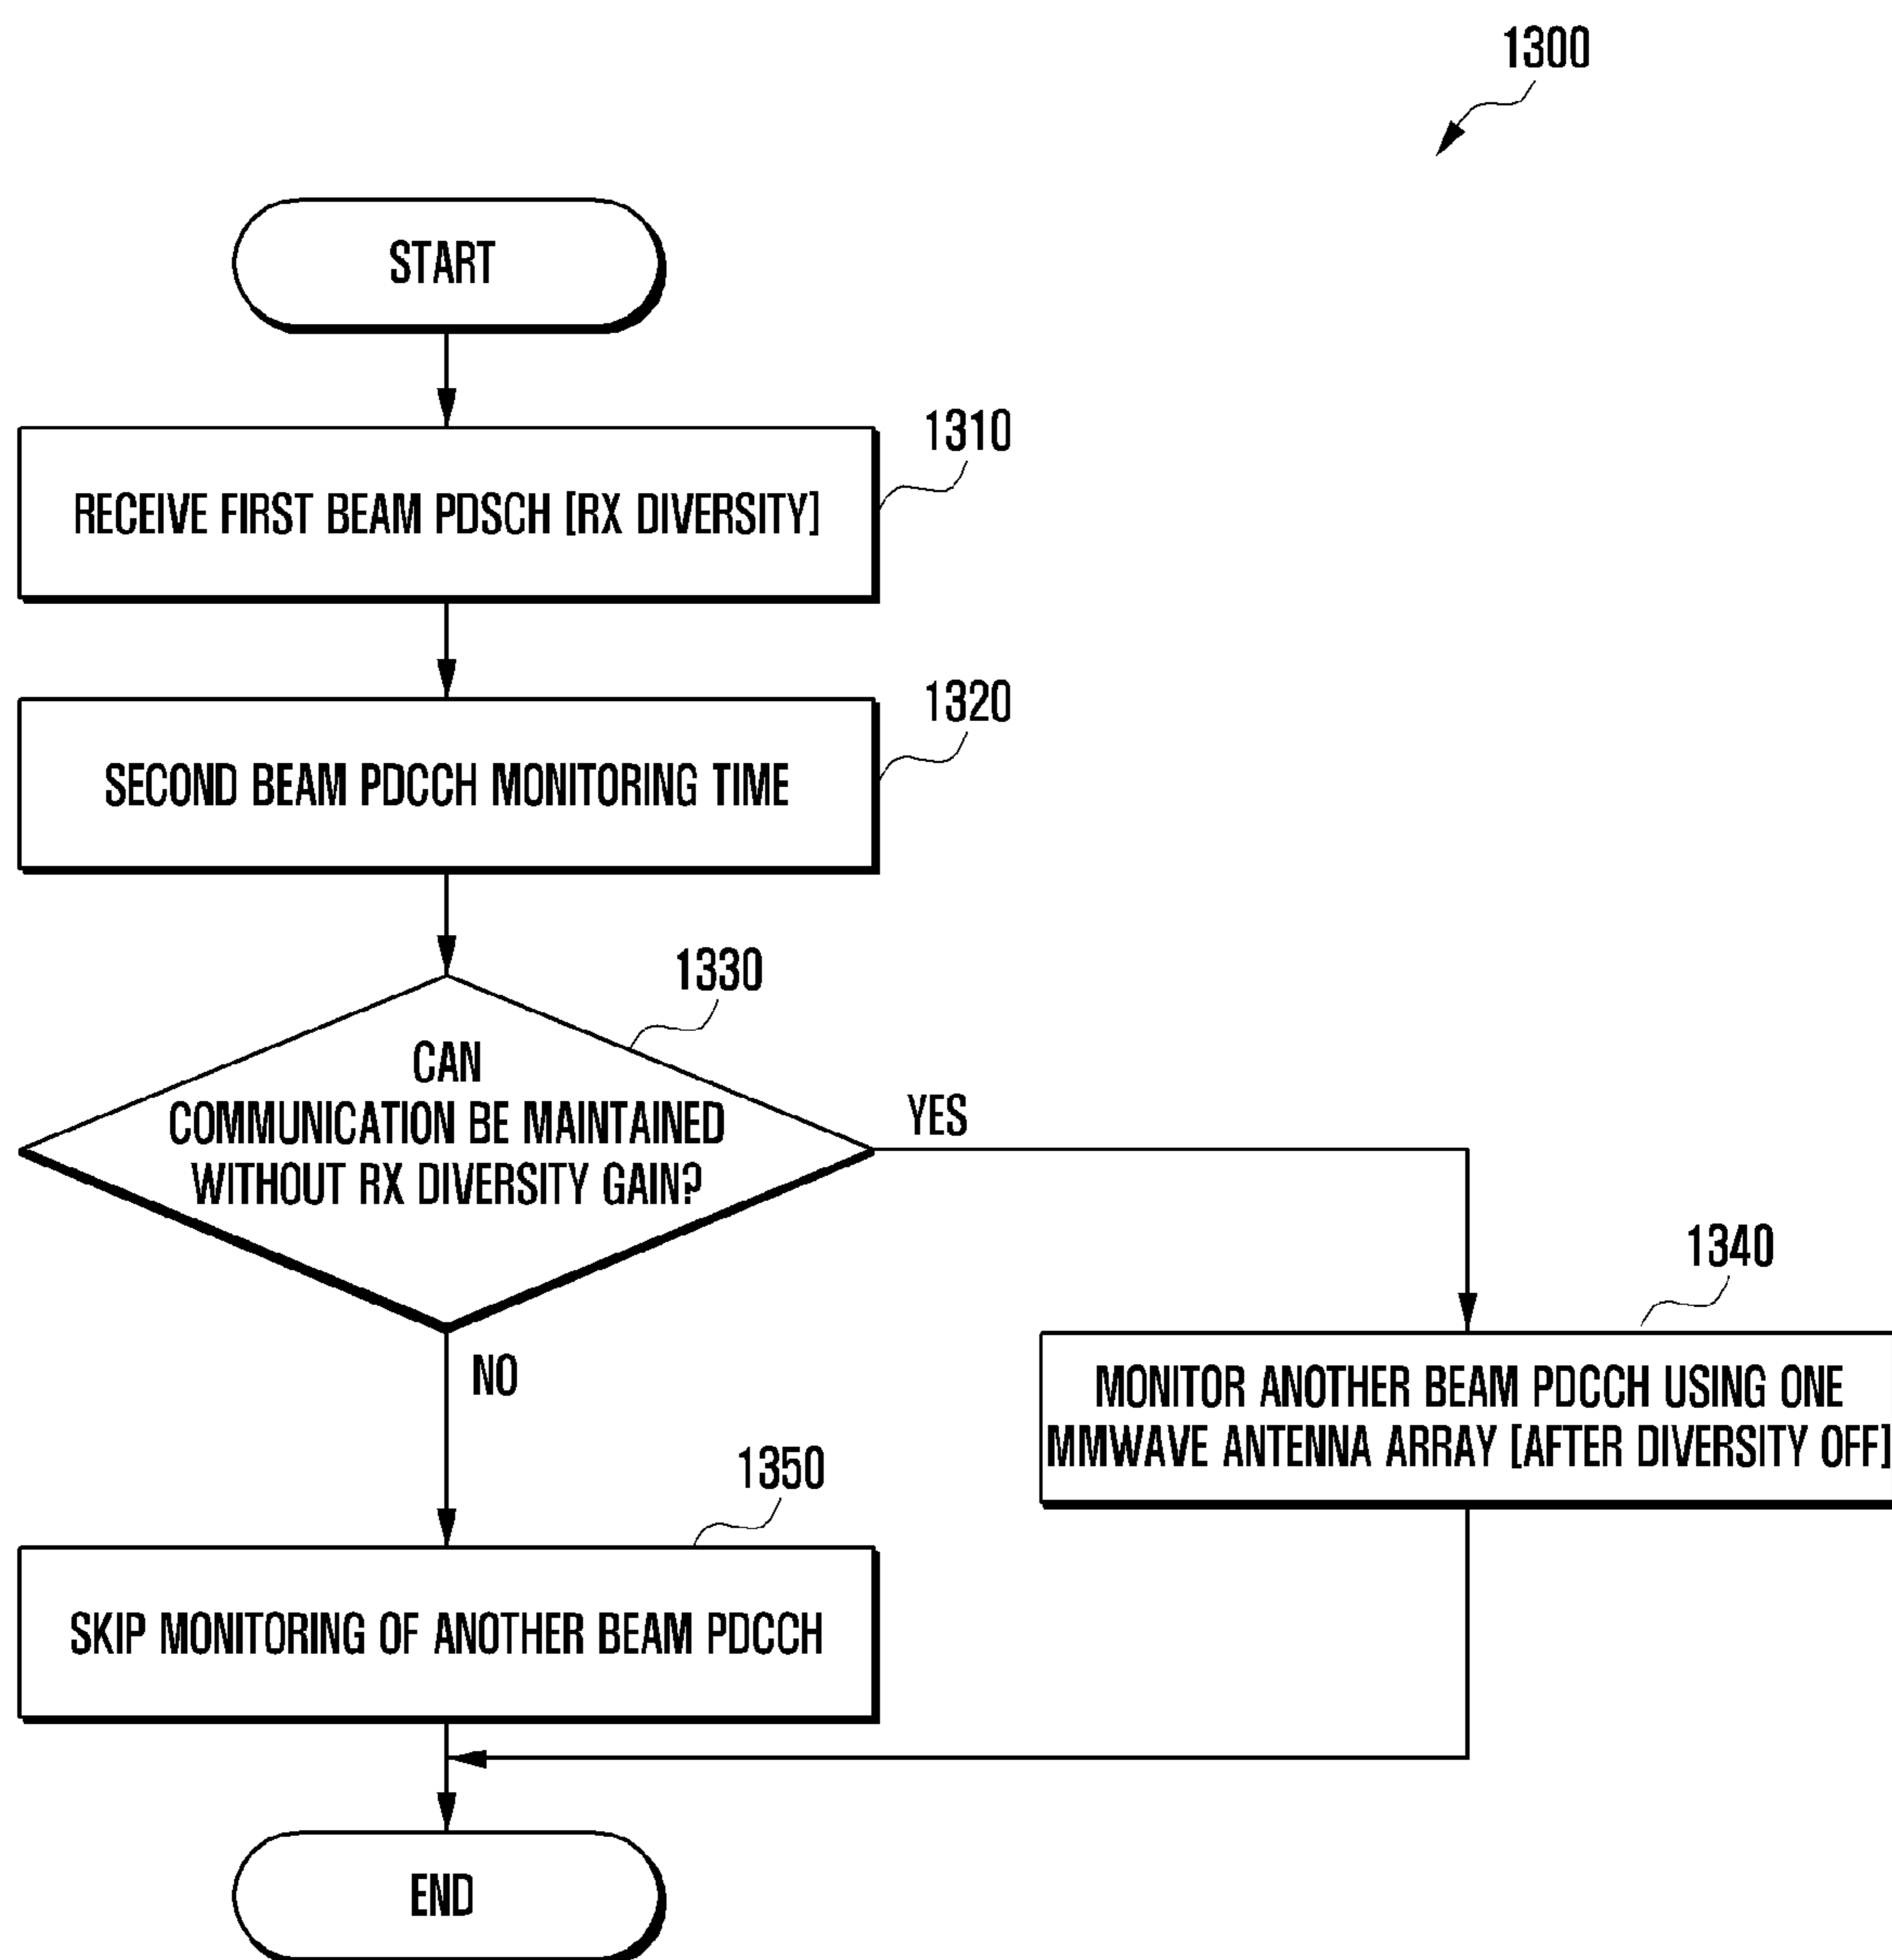 1300
START
1310
RECEIVE FIRST BEAM PDSCH [RX DIVERSITY]
1320
SECOND BEAM PDCCH MONITORING TIME
1330
CAN
COMMUNICATION BE MAINTAINED
WITHOUT RX DIVERSITY GAIN?
YES
NO
1340
MONITOR ANOTHER BEAM PDCCH USING ONE
MMWAVE ANTENNA ARRAY [AFTER DIVERSITY OFF]
1350
SKIP MONITORING OF ANOTHER BEAM PDCCH
END